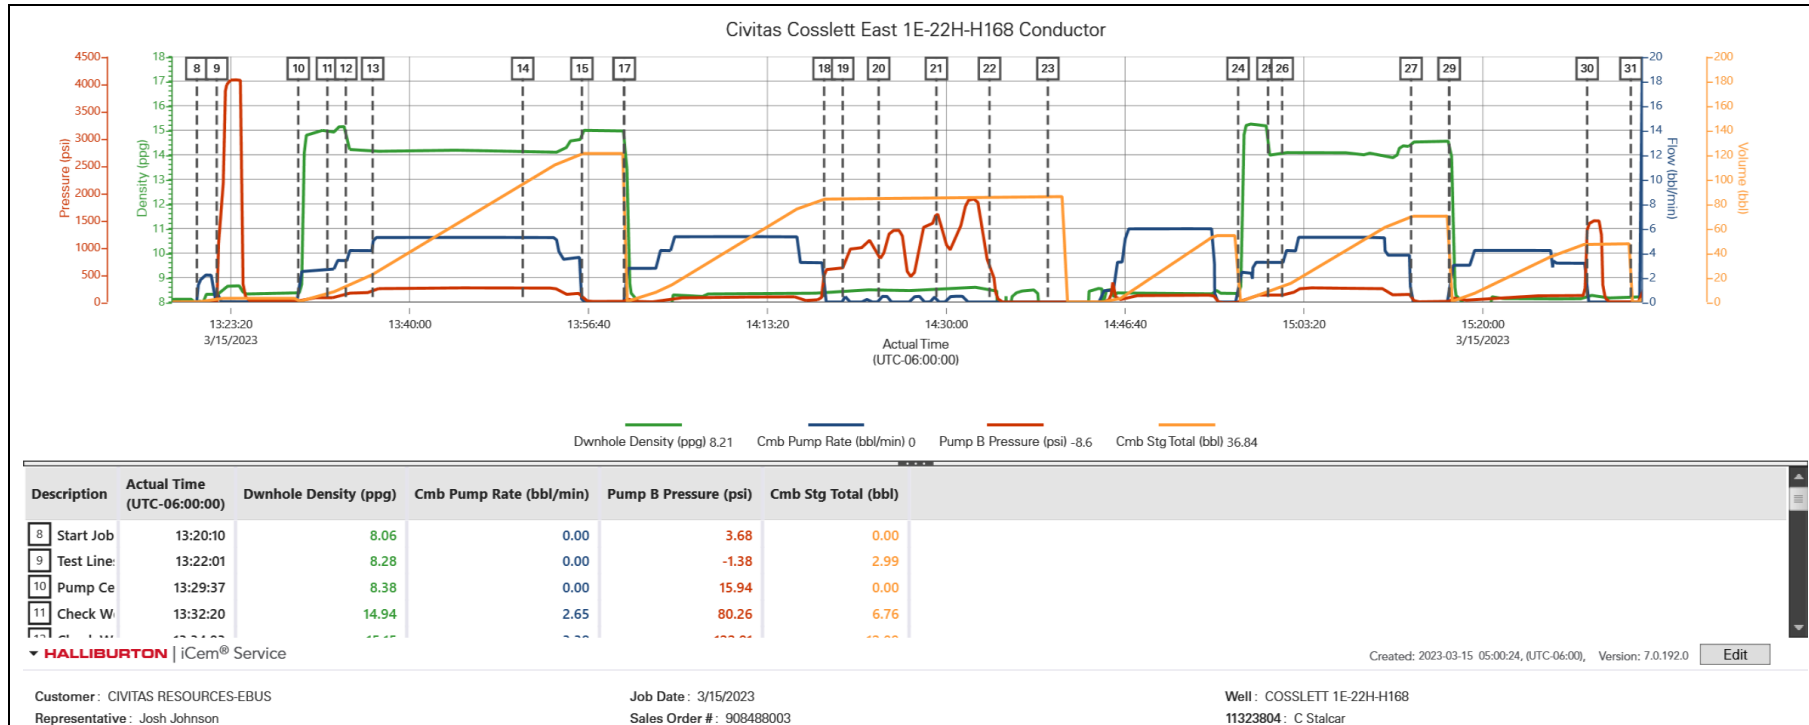 Civitas Cosslett East 1E-22H-H168 Conductor
4500 4000 3500 3000 2500 2000 1500 1000 500 0
Pressure (psi)
18 17 16 15 14 13 12 11 10 9 8
Density (ppg)
8 9 10 11 12 13 14 15 17 18 19 20 21 22 23 24 26 27 29 30 31
20 18 16 14 12 10 8 6 4 2 0
Flow (bbl/min)
200 180 160 140 120 100 80 60 40 20 0
Volume (bbl)
13:23:20 13:40:00 13:56:40 14:13:20 14:30:00 14:46:40 15:03:20 15:20:00
3/15/2023 3/15/2023
Actual Time
(UTC-06:00:00)
Dwnhole Density (ppg) 8.21 Cmb Pump Rate (bbl/min) 0 Pump B Pressure (psi) -8.6 Cmb Stg Total (bbl) 36.84
Description Actual Time (UTC-06:00:00) Dwnhole Density (ppg) Cmb Pump Rate (bbl/min) Pump B Pressure (psi) Cmb Stg Total (bbl)
8 Start Job 13:20:10 8.06 0.00 3.68 0.00
9 Test Line 13:22:01 8.28 0.00 -1.38 2.99
10 Pump Ce 13:29:37 8.38 0.00 15.94 0.00
11 Check W 13:32:20 14.94 2.65 80.26 6.76
HALLIBURTON | iCem® Service
Created: 2023-03-15 05:00:24, (UTC-06:00), Version: 7.0.192.0 Edit
Customer : CIVITAS RESOURCES-EBUS Job Date : 3/15/2023 Well : COSSLETT 1E-22H-H168
Representative : Josh Johnson Sales Order # : 908488003 11323804 : C Stalcar